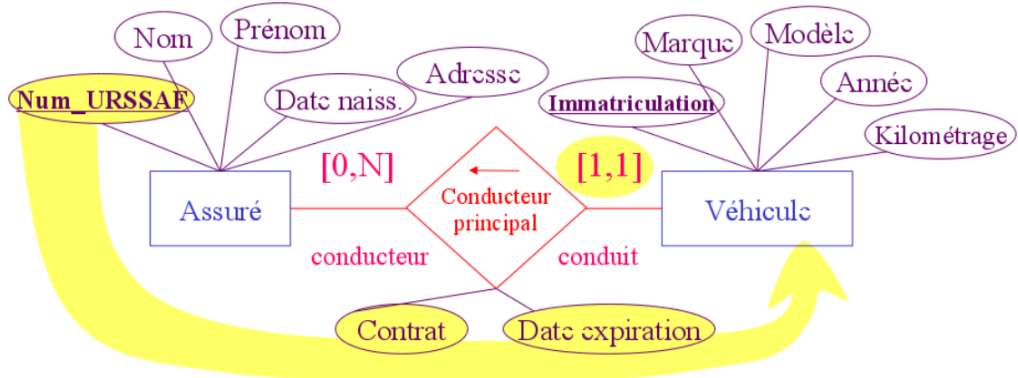 Nom
Prénom
Marque
Modèle
Num_URSSAF
Date naiss.
Adresse
Immatriculation
Année
Kilométrage
[0,N]
[1,1]
Assuré
Conducteur
principal
Véhicule
conducteur
conduit
Contrat
Date expiration